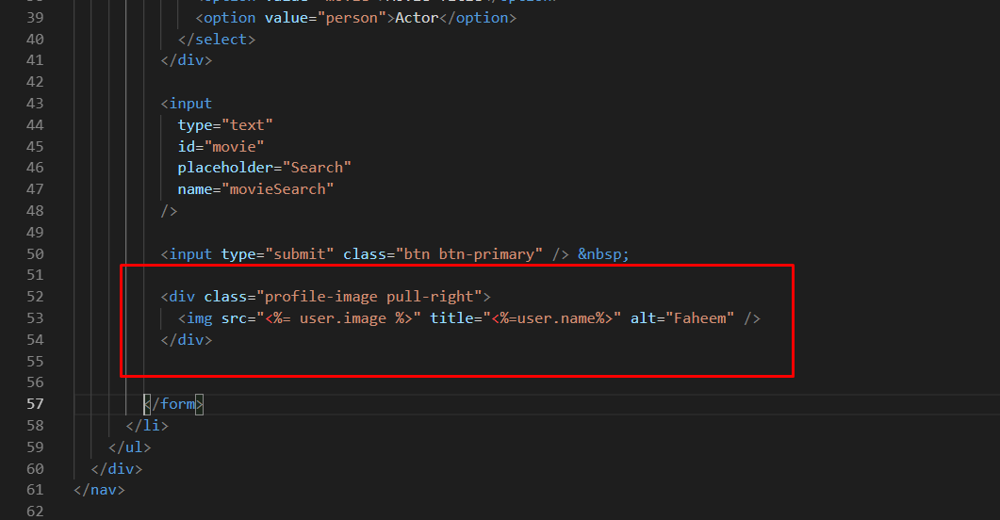 39 <option value="person">Actor</option>
40 </select>
41 </div>
42
43 <input
44 type="text"
45 id="movie"
46 placeholder="Search"
47 name="movieSearch"
48 />
49
50 <input type="submit" class="btn btn-primary" /> &nbsp;
51
52 <div class="profile-image pull-right">
53 <img src="<%= user.image %>" title="<%=user.name%>" alt="Faheem" />
54 </div>
55
56
57 </form>
58 </li>
59 </ul>
60 </div>
61 </nav>
62